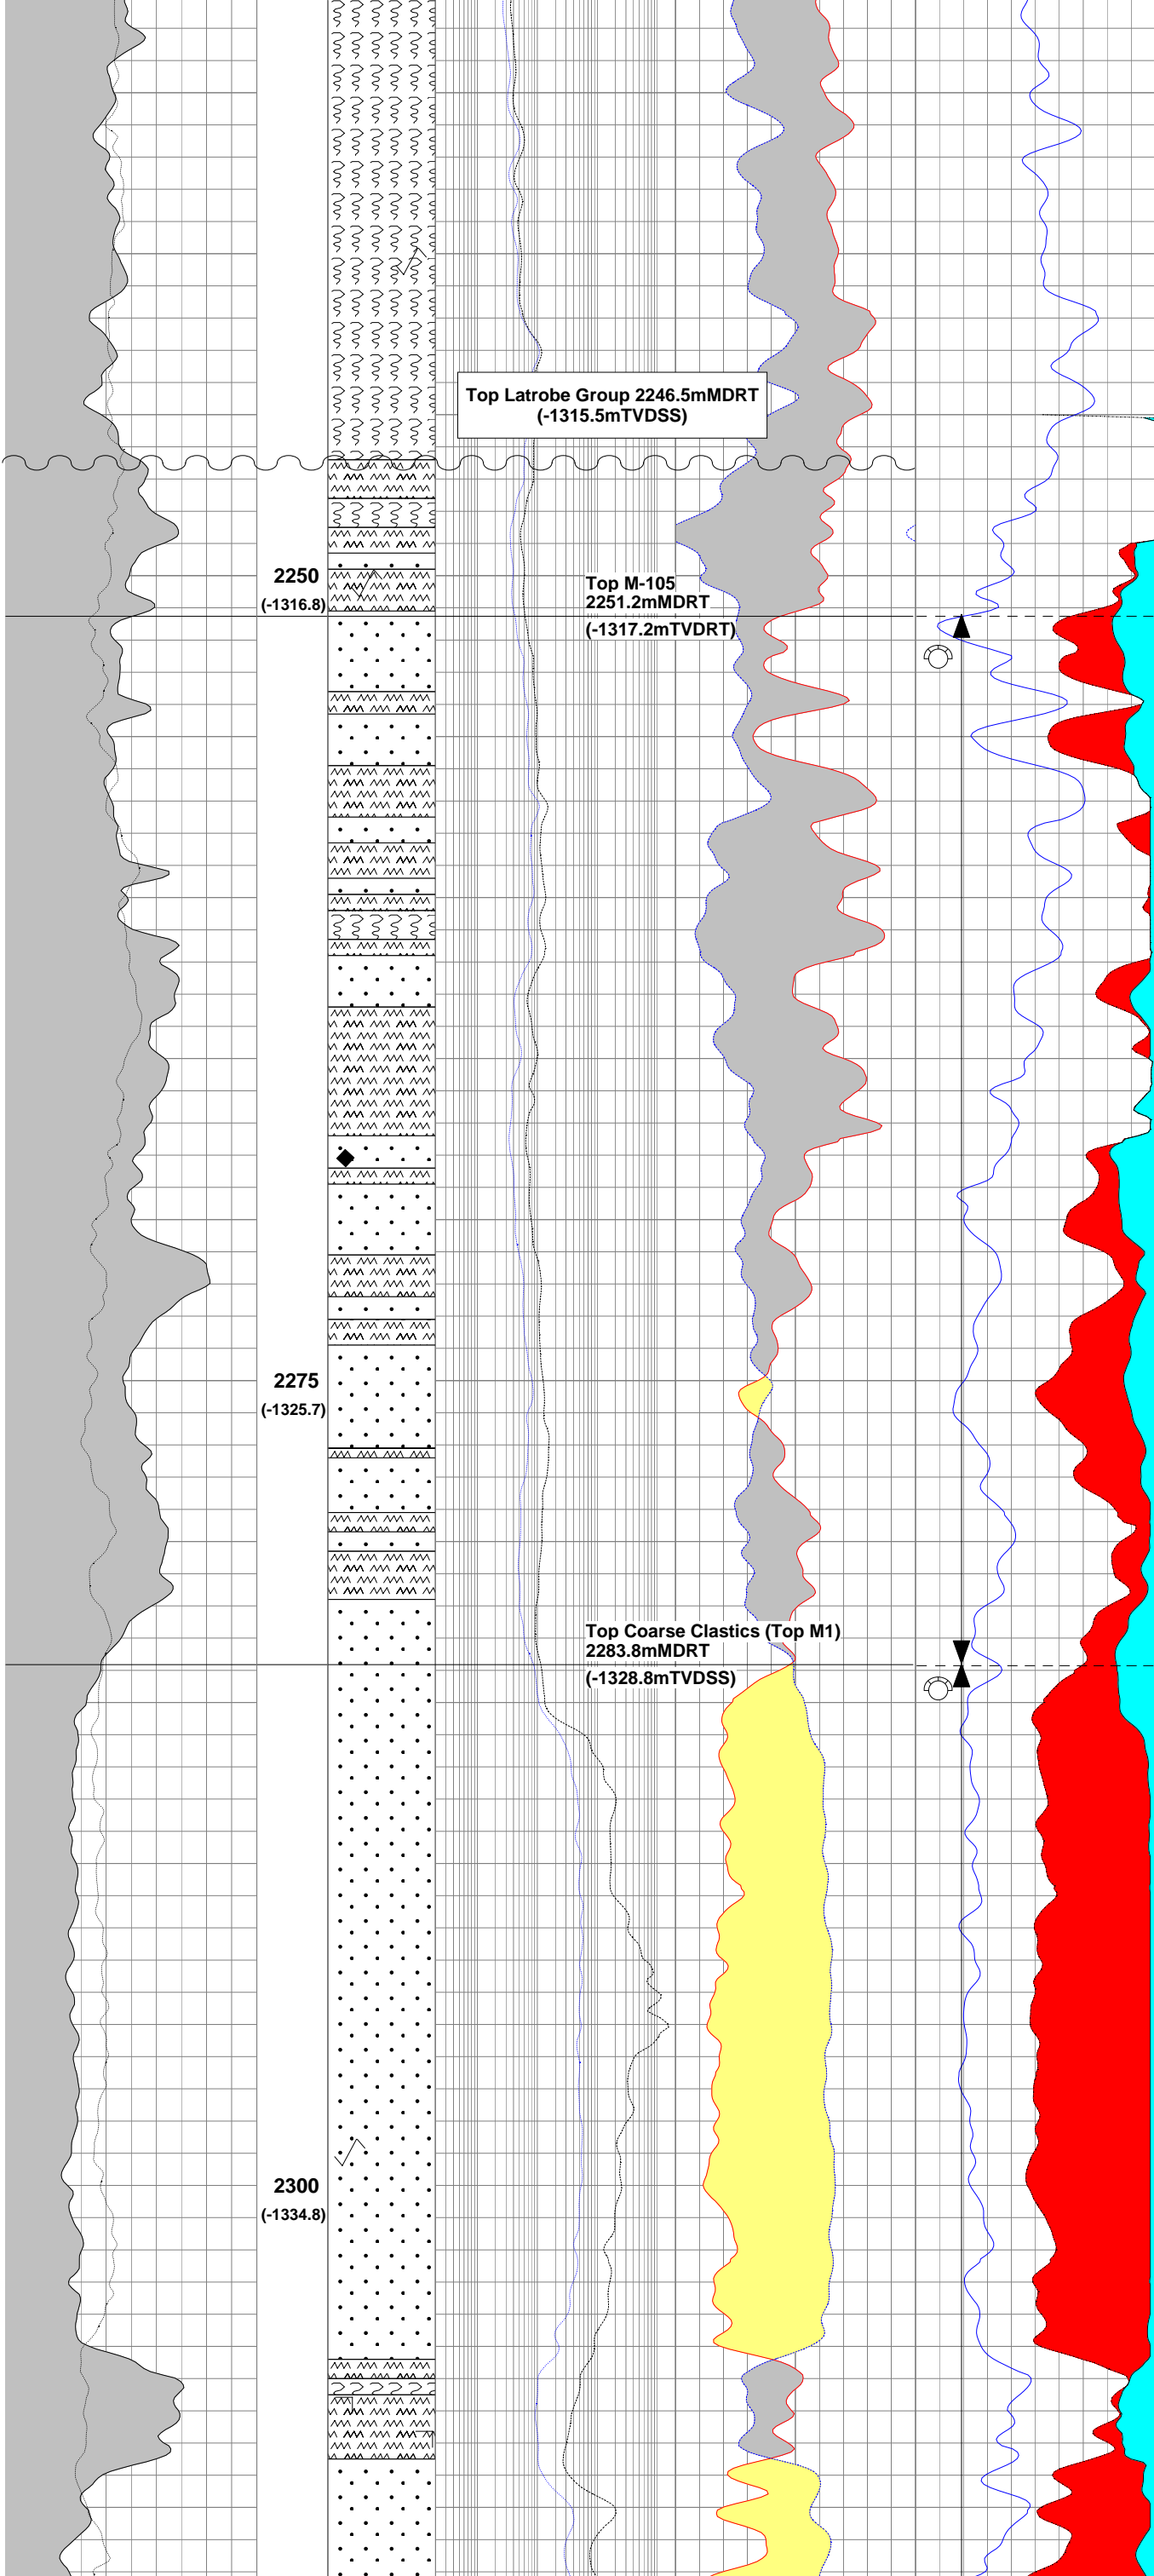 Top Latrobe Group 2246.5mMDRT
(-1315.5mTVDSS)
2250
(-1316.8)
Top M-105
2251.2mMDRT
(-1317.2mTVDRT)
2275
(-1325.7)
Top Coarse Clastics (Top M1)
2283.8mMDRT
(-1328.8mTVDSS)
2300
(-1334.8)